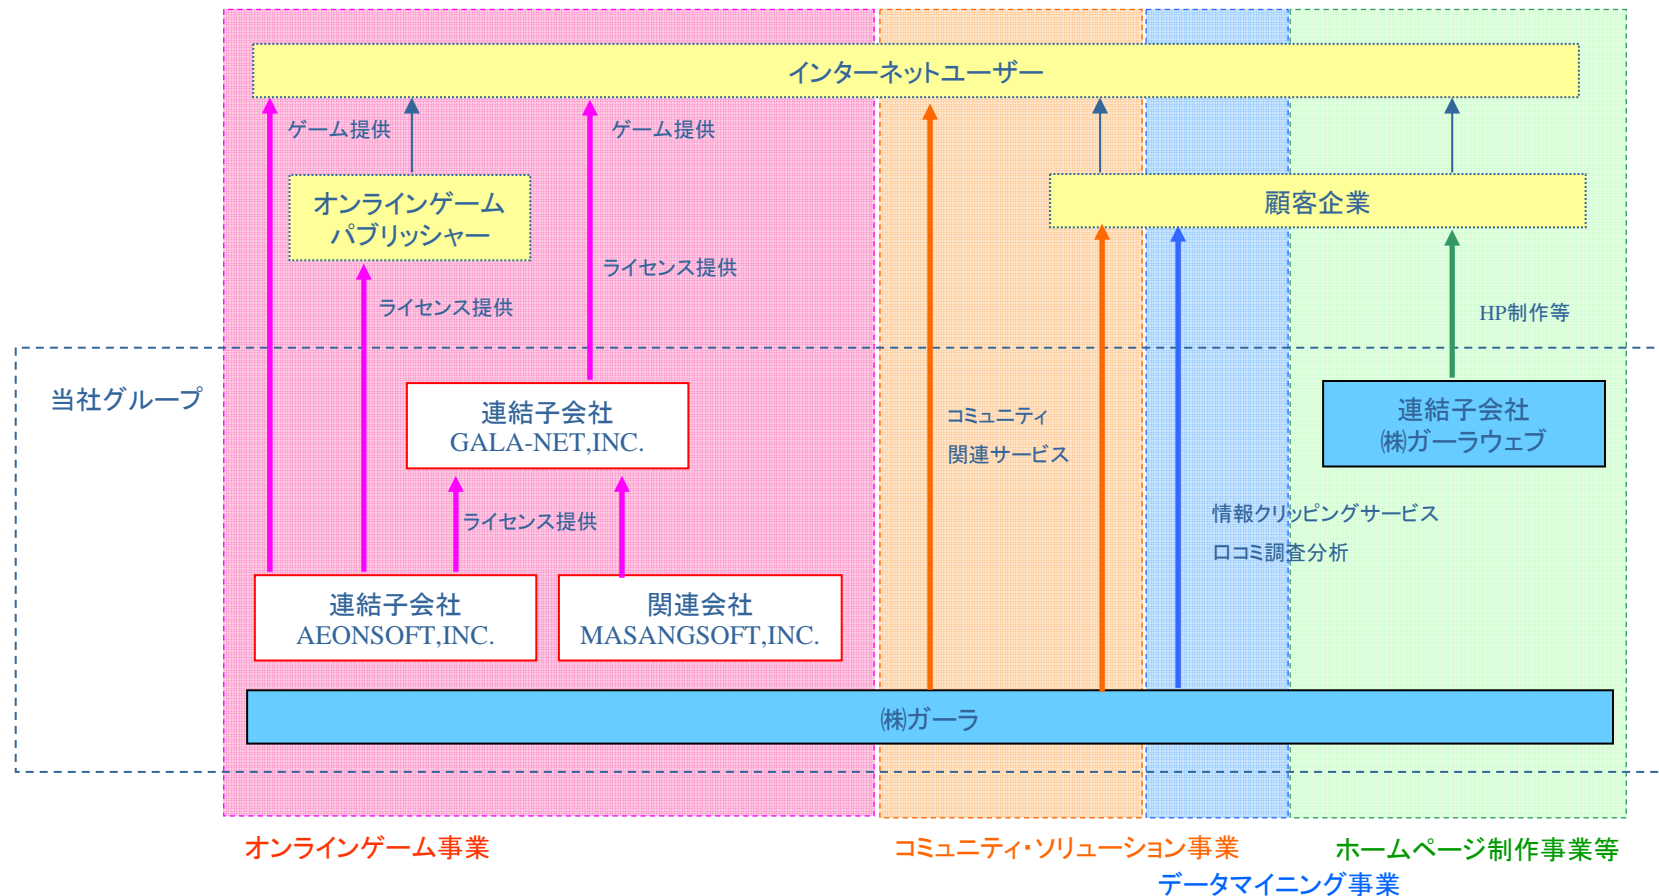 インターネットユーザー
ゲーム提供
ゲーム提供
オンラインゲーム
パブリッシャー
顧客企業
ライセンス提供
ライセンス提供
HP制作等
当社グループ
連結子会社
GALA-NET,INC.
コミュニティ
関連サービス
連結子会社
㈱ガーラウェブ
ライセンス提供
情報クリッピングサービス
口コミ調査分析
連結子会社
AEONSOFT,INC.
関連会社
MASANGSOFT,INC.
㈱ガーラ
オンラインゲーム事業
コミュニティ・ソリューション事業
ホームページ制作事業等
データマイニング事業